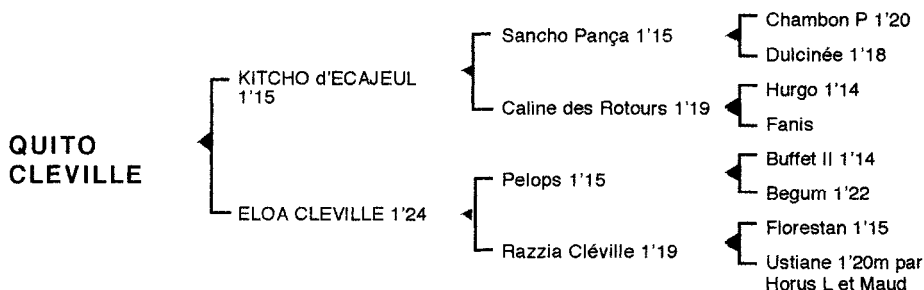 QUITO
CLEVILLE
KITCHO d'ECAJEUL
1'15
ELOA CLEVILLE 1'24
Sancho Pança 1'15
Caline des Rotours 1'19
Pelops 1'15
Razzia Cléville 1'19
Chambon P 1'20
Dulcinée 1'18
Hurgo 1'14
Fanis
Buffet II 1'14
Begum 1'22
Florestan 1'15
Ustiane 1'20m par
Horus L et Maud